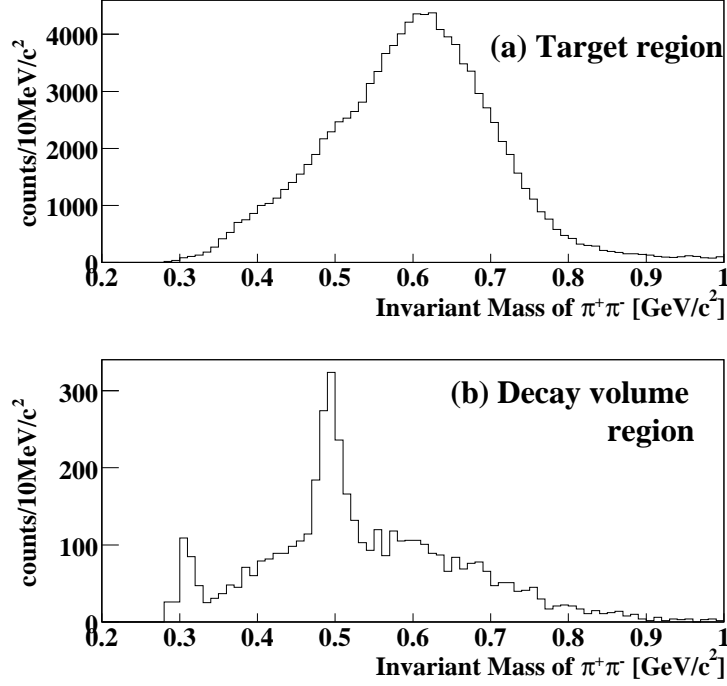 counts/10MeV/c²
4000
3000
2000
1000
0
(a) Target region
0.2 0.3 0.4 0.5 0.6 0.7 0.8 0.9 1
Invariant Mass of π⁺π⁻ [GeV/c²]
counts/10MeV/c²
300
200
100
0
(b) Decay volume
region
0.2 0.3 0.4 0.5 0.6 0.7 0.8 0.9 1
Invariant Mass of π⁺π⁻ [GeV/c²]